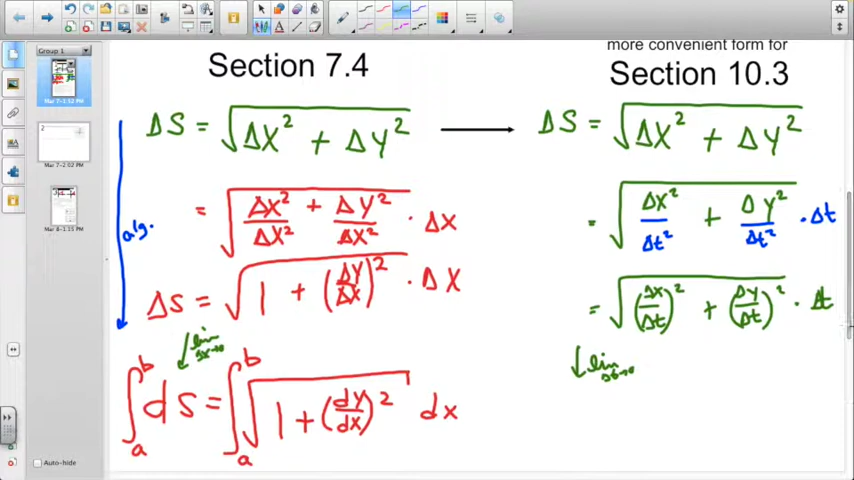 Group 1
Mar 7-1:52 PM
2
Mar 7-2:02 PM
Mar 8-1:15 PM
Auto-hide
Section 7.4
ΔS = √(ΔX² + ΔY²)
= √(ΔX²/ΔX² + ΔY²/ΔX²) · ΔX
alg.
ΔS = √(1 + (ΔY/ΔX)²) · ΔX
↓ lim Δx→0
∫ₐᵇ dS = ∫ₐᵇ √(1 + (dY/dX)²) dx
more convenient form for
Section 10.3
ΔS = √(ΔX² + ΔY²)
= √(ΔX²/Δt² + ΔY²/Δt²) · Δt
= √((ΔX/Δt)² + (ΔY/Δt)²) · Δt
↓ lim Δt→0